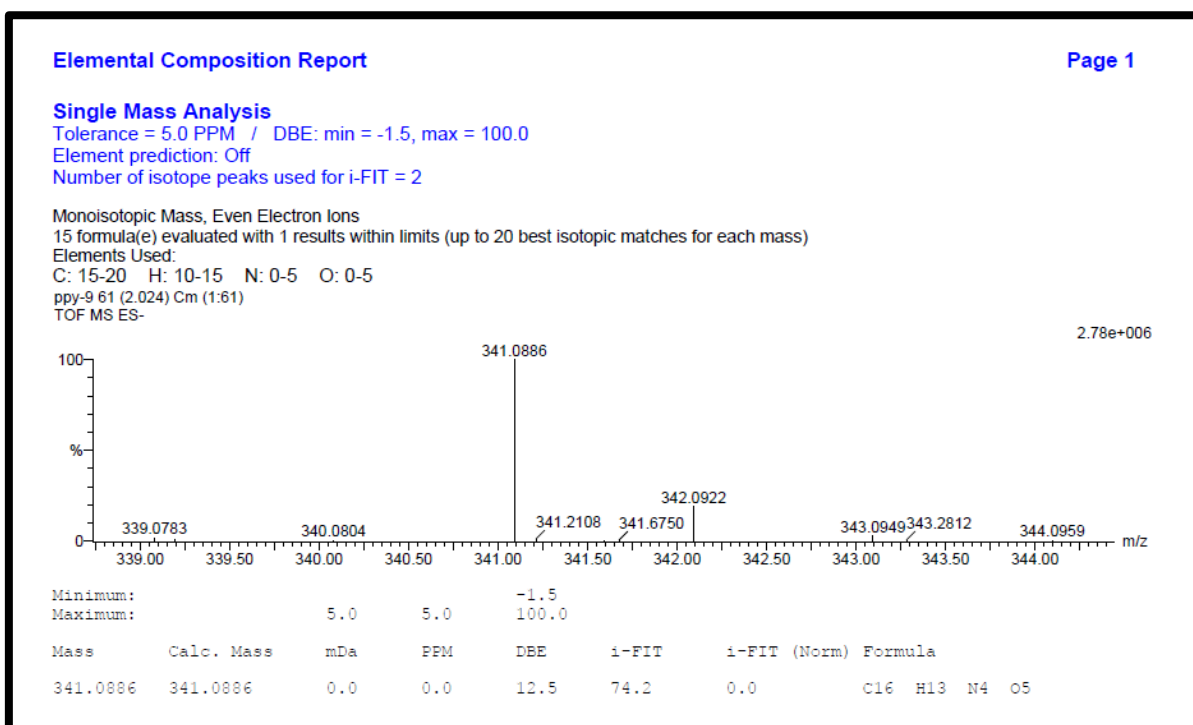 Elemental Composition Report Page 1
Single Mass Analysis
Tolerance = 5.0 PPM / DBE: min = -1.5, max = 100.0
Element prediction: Off
Number of isotope peaks used for i-FIT = 2
Monoisotopic Mass, Even Electron Ions
15 formula(e) evaluated with 1 results within limits (up to 20 best isotopic matches for each mass)
Elements Used:
C: 15-20 H: 10-15 N: 0-5 O: 0-5
ppy-9 61 (2.024) Cm (1:61)
TOF MS ES-
2.78e+006
341.0886
100
%
342.0922
339.0783 340.0804 341.2108 341.6750 343.0949 343.2812 344.0959
0
m/z
339.00 339.50 340.00 340.50 341.00 341.50 342.00 342.50 343.00 343.50 344.00
Minimum: -1.5
Maximum: 5.0 5.0 100.0
Mass Calc. Mass mDa PPM DBE i-FIT i-FIT (Norm) Formula
341.0886 341.0886 0.0 0.0 12.5 74.2 0.0 C16 H13 N4 O5